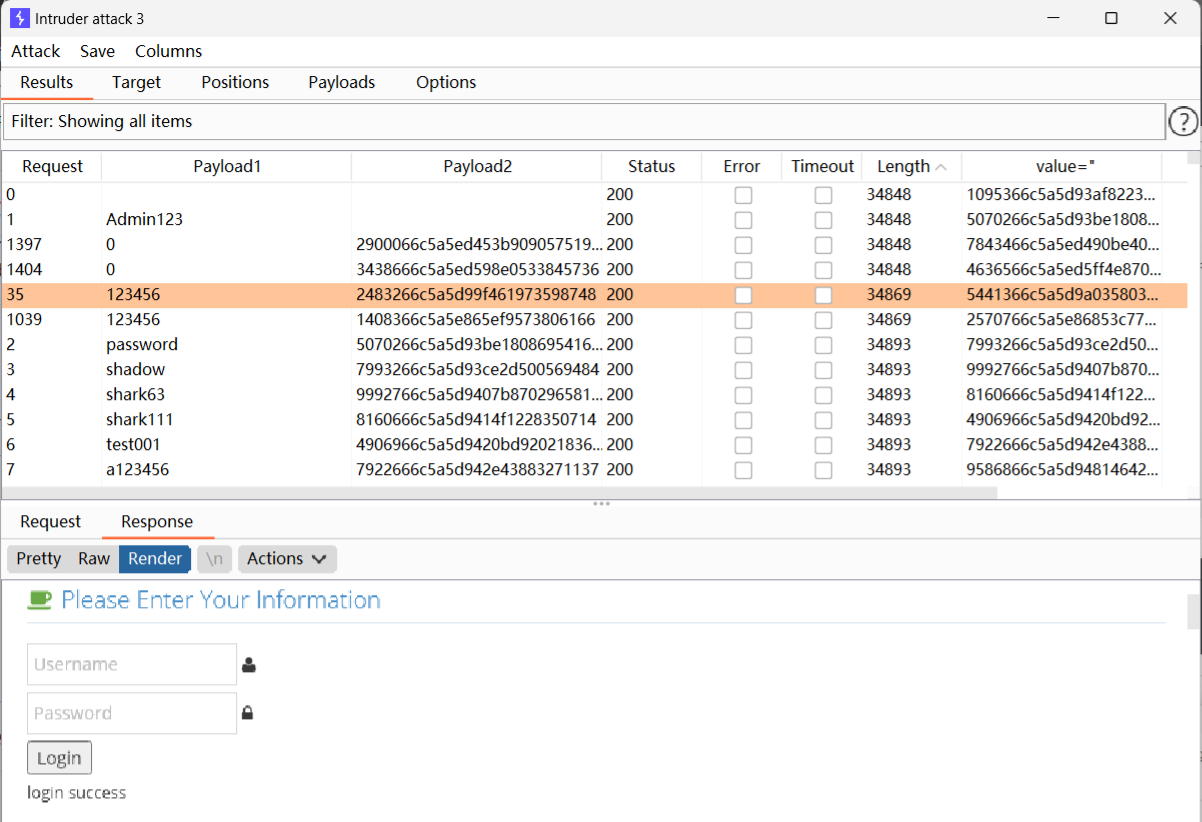 Intruder attack 3
Attack Save Columns
Results Target Positions Payloads Options
Filter: Showing all items
?
Request Payload1 Payload2 Status Error Timeout Length value="
0 200 34848 1095366c5a5d93af8223...
1 Admin123 200 34848 5070266c5a5d93be1808...
1397 0 2900066c5a5ed453b909057519... 200 34848 7843466c5a5ed490be40...
1404 0 3438666c5a5ed598e0533845736 200 34848 4636566c5a5ed5ff4e870...
35 123456 2483266c5a5d99f461973598748 200 34869 5441366c5a5d9a035803...
1039 123456 1408366c5a5e865ef9573806166 200 34869 2570766c5a5e86853c77...
2 password 5070266c5a5d93be1808695416... 200 34893 7993266c5a5d93ce2d50...
3 shadow 7993266c5a5d93ce2d500569484 200 34893 9992766c5a5d9407b870...
4 shark63 9992766c5a5d9407b870296581... 200 34893 8160666c5a5d9414f122...
5 shark111 8160666c5a5d9414f1228350714 200 34893 4906966c5a5d9420bd92...
6 test001 4906966c5a5d9420bd92021836... 200 34893 7922666c5a5d942e4388...
7 a123456 7922666c5a5d942e43883271137 200 34893 9586866c5a5d94814642...
Request Response
Pretty Raw Render \n Actions
Please Enter Your Information
Username
Password
Login
login success